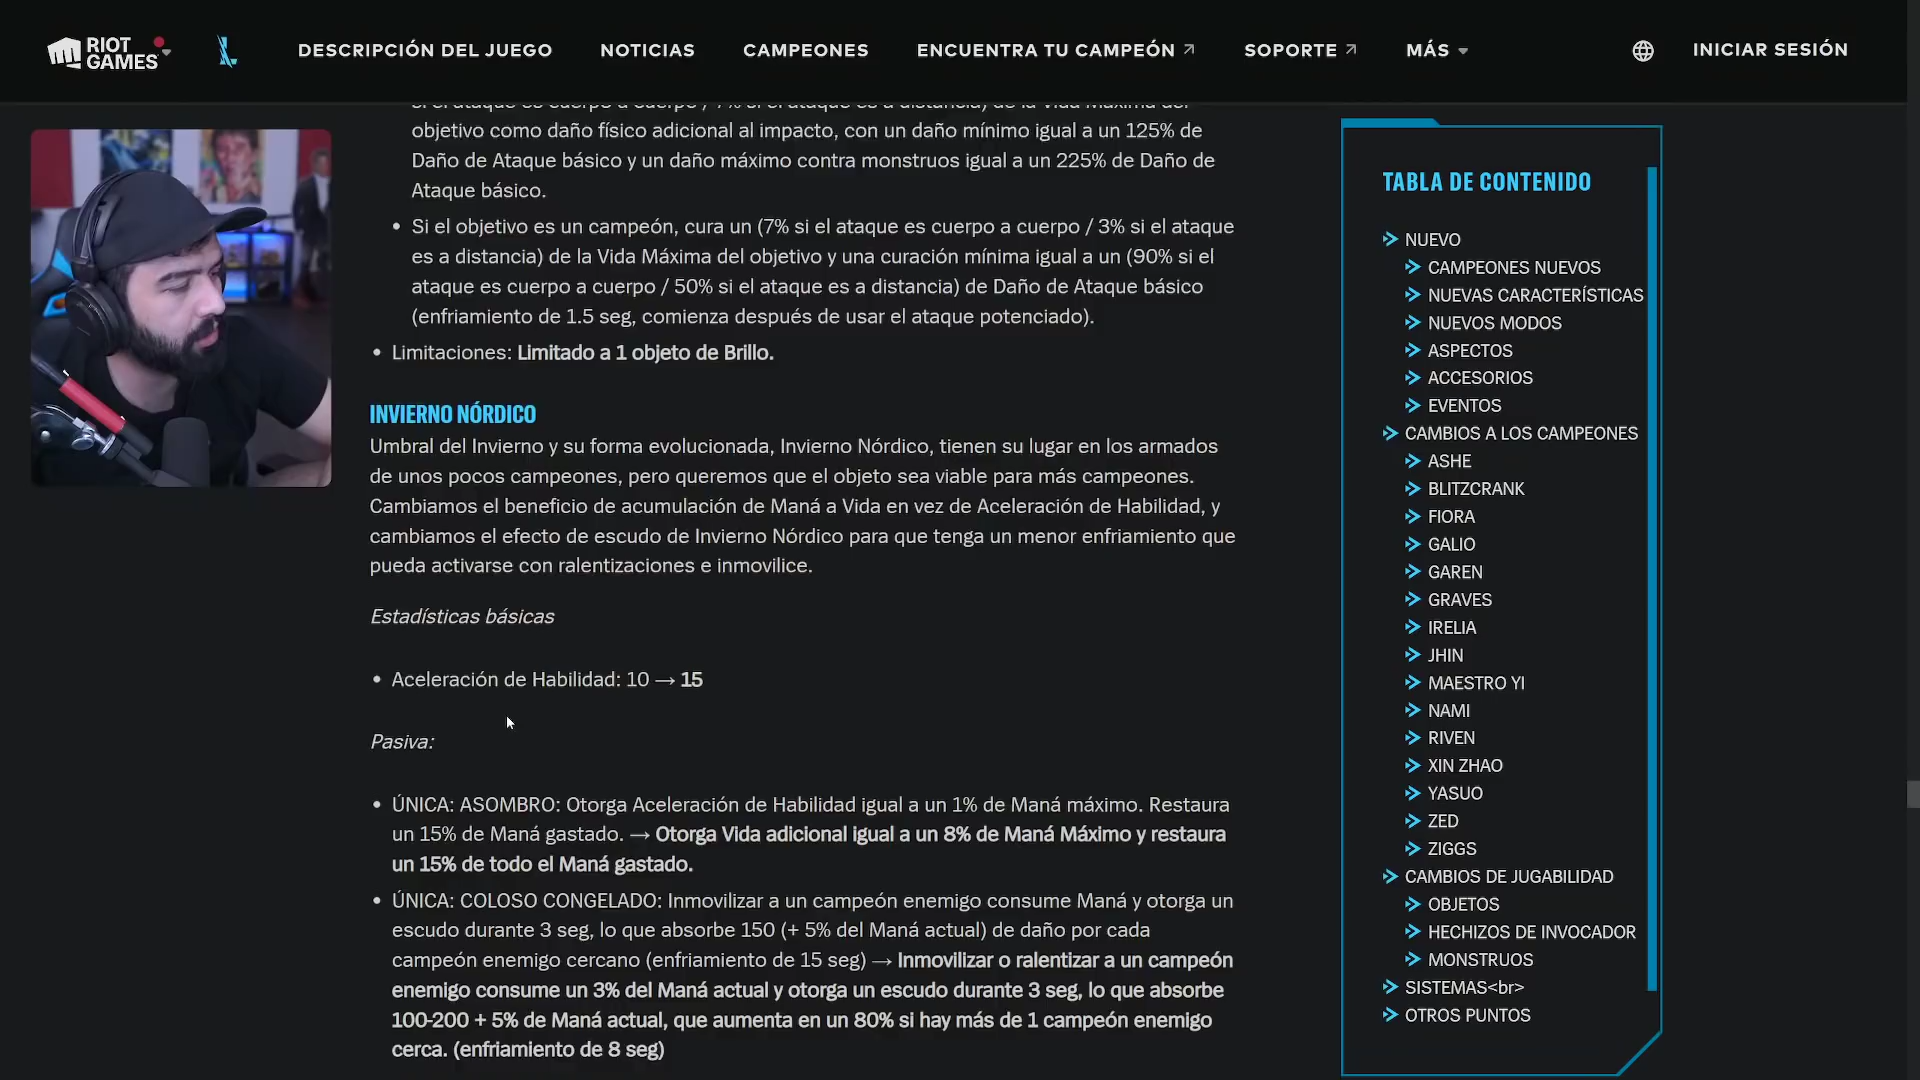 RIOT GAMES
DESCRIPCIÓN DEL JUEGO
NOTICIAS
CAMPEONES
ENCUENTRA TU CAMPEÓN
SOPORTE
MÁS
INICIAR SESIÓN
objetivo como daño físico adicional al impacto, con un daño mínimo igual a un 125% de
Daño de Ataque básico y un daño máximo contra monstruos igual a un 225% de Daño de
Ataque básico.
• Si el objetivo es un campeón, cura un (7% si el ataque es cuerpo a cuerpo / 3% si el ataque
es a distancia) de la Vida Máxima del objetivo y una curación mínima igual a un (90% si el
ataque es cuerpo a cuerpo / 50% si el ataque es a distancia) de Daño de Ataque básico
(enfriamiento de 1.5 seg, comienza después de usar el ataque potenciado).
• Limitaciones: Limitado a 1 objeto de Brillo.
INVIERNO NÓRDICO
Umbral del Invierno y su forma evolucionada, Invierno Nórdico, tienen su lugar en los armados
de unos pocos campeones, pero queremos que el objeto sea viable para más campeones.
Cambiamos el beneficio de acumulación de Maná a Vida en vez de Aceleración de Habilidad, y
cambiamos el efecto de escudo de Invierno Nórdico para que tenga un menor enfriamiento que
pueda activarse con ralentizaciones e inmovilice.
Estadísticas básicas
• Aceleración de Habilidad: 10 → 15
Pasiva:
• ÚNICA: ASOMBRO: Otorga Aceleración de Habilidad igual a un 1% de Maná máximo. Restaura
un 15% de Maná gastado. → Otorga Vida adicional igual a un 8% de Maná Máximo y restaura
un 15% de todo el Maná gastado.
• ÚNICA: COLOSO CONGELADO: Inmovilizar a un campeón enemigo consume Maná y otorga un
escudo durante 3 seg, lo que absorbe 150 (+ 5% del Maná actual) de daño por cada
campeón enemigo cercano (enfriamiento de 15 seg) → Inmovilizar o ralentizar a un campeón
enemigo consume un 3% del Maná actual y otorga un escudo durante 3 seg, lo que absorbe
100-200 + 5% de Maná actual, que aumenta en un 80% si hay más de 1 campeón enemigo
cerca. (enfriamiento de 8 seg)
TABLA DE CONTENIDO
NUEVO
CAMPEONES NUEVOS
NUEVAS CARACTERÍSTICAS
NUEVOS MODOS
ASPECTOS
ACCESORIOS
EVENTOS
CAMBIOS A LOS CAMPEONES
ASHE
BLITZCRANK
FIORA
GALIO
GAREN
GRAVES
IRELIA
JHIN
MAESTRO YI
NAMI
RIVEN
XIN ZHAO
YASUO
ZED
ZIGGS
CAMBIOS DE JUGABILIDAD
OBJETOS
HECHIZOS DE INVOCADOR
MONSTRUOS
SISTEMAS<br>
OTROS PUNTOS